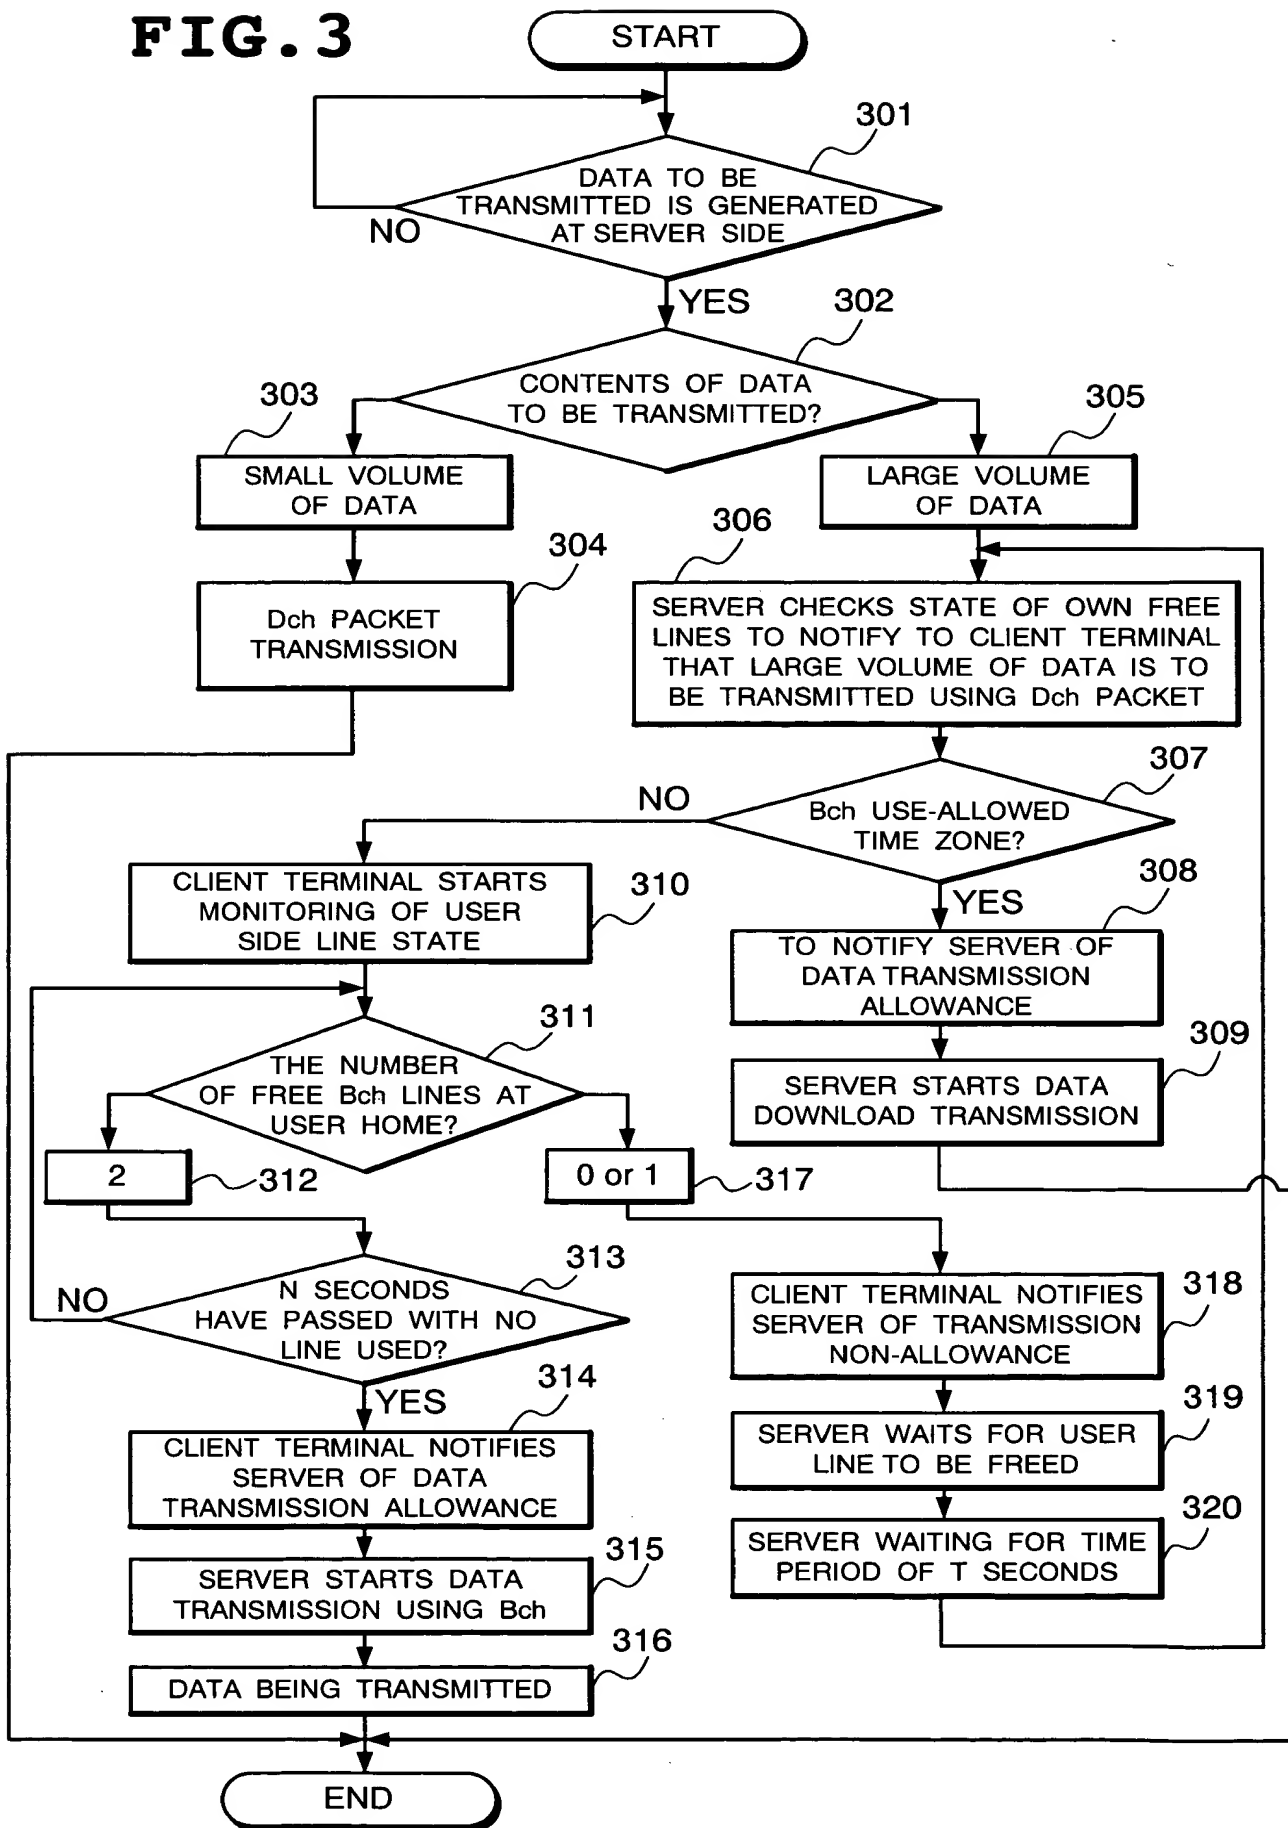 FIG.3
START
301
DATA TO BE
TRANSMITTED IS GENERATED
AT SERVER SIDE
NO
YES
302
CONTENTS OF DATA
TO BE TRANSMITTED?
303
SMALL VOLUME
OF DATA
304
Dch PACKET
TRANSMISSION
305
LARGE VOLUME
OF DATA
306
SERVER CHECKS STATE OF OWN FREE
LINES TO NOTIFY TO CLIENT TERMINAL
THAT LARGE VOLUME OF DATA IS TO
BE TRANSMITTED USING Dch PACKET
307
Bch USE-ALLOWED
TIME ZONE?
NO
YES
308
TO NOTIFY SERVER OF
DATA TRANSMISSION
ALLOWANCE
309
SERVER STARTS DATA
DOWNLOAD TRANSMISSION
310
CLIENT TERMINAL STARTS
MONITORING OF USER
SIDE LINE STATE
311
THE NUMBER
OF FREE Bch LINES AT
USER HOME?
2
312
0 or 1
317
313
N SECONDS
HAVE PASSED WITH NO
LINE USED?
NO
YES
314
CLIENT TERMINAL NOTIFIES
SERVER OF DATA
TRANSMISSION ALLOWANCE
315
SERVER STARTS DATA
TRANSMISSION USING Bch
316
DATA BEING TRANSMITTED
318
CLIENT TERMINAL NOTIFIES
SERVER OF TRANSMISSION
NON-ALLOWANCE
319
SERVER WAITS FOR USER
LINE TO BE FREED
320
SERVER WAITING FOR TIME
PERIOD OF T SECONDS
END